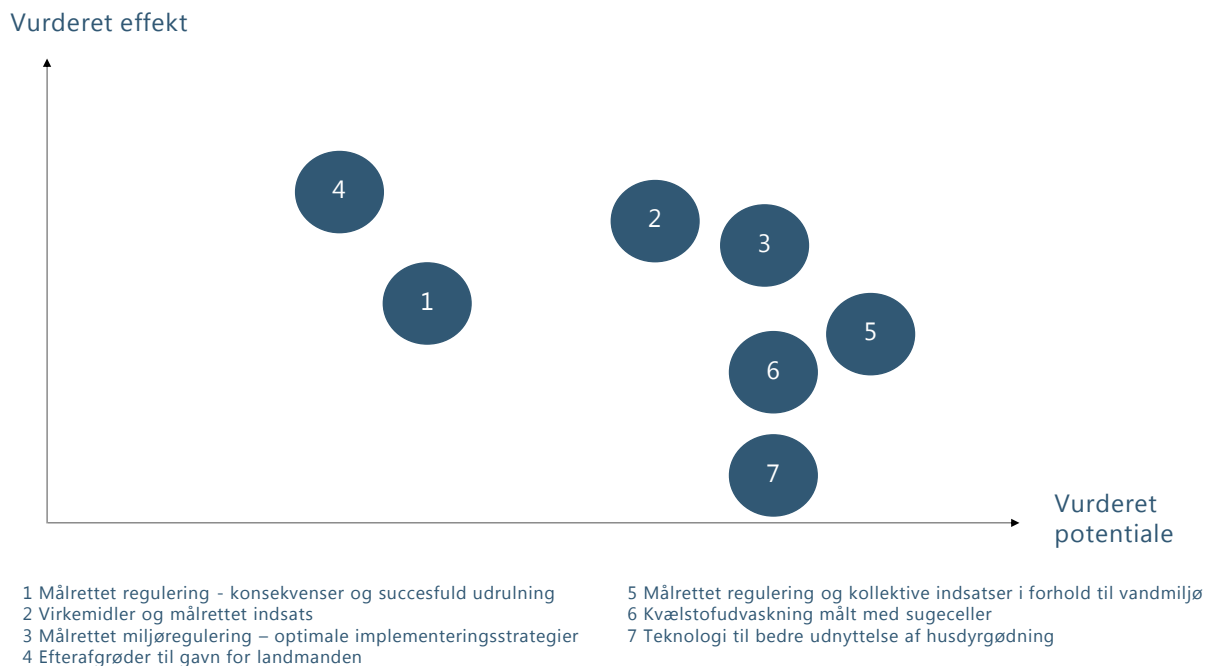 Vurderet effekt
4
2
3
1
5
6
7
Vurderet
potentiale
1 Målrettet regulering - konsekvenser og succesfuld udrulning
2 Virkemidler og målrettet indsats
3 Målrettet miljøregulering – optimale implementeringsstrategier
4 Efterafgrøder til gavn for landmanden
5 Målrettet regulering og kollektive indsatser i forhold til vandmiljø
6 Kvælstofudvaskning målt med sugeceller
7 Teknologi til bedre udnyttelse af husdyrgødning